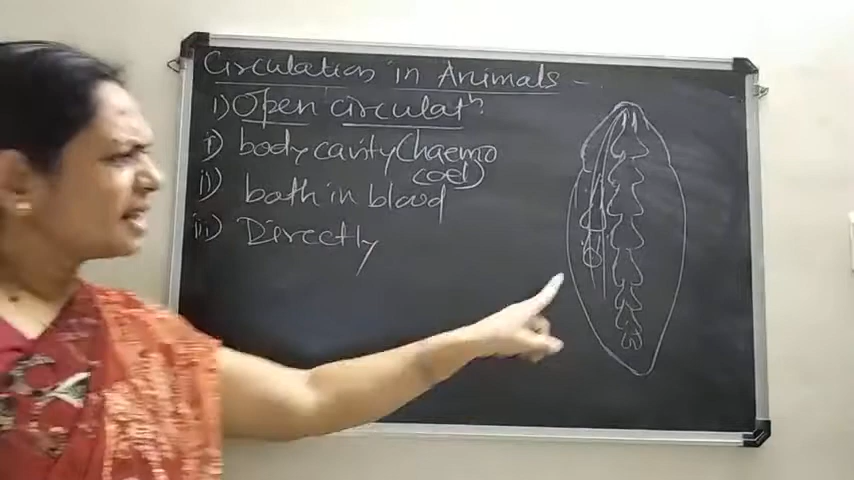 Circulation in Animals -
1) Open circulatn.
i) body cavity (haemo
coel)
ii) bath in blood
iii) Directly